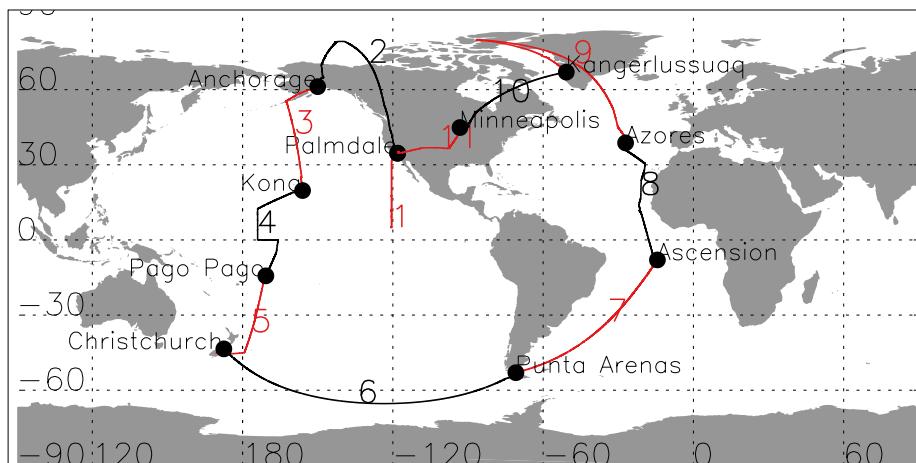 90
2
9
Kangerlussuaq
60
Anchorage
10
3
Minneapolis
Azores
11
30
Palmdale
Kona
8
1
4
0
Ascension
Pago Pago
-30
5
7
Christchurch
Punta Arenas
-60
6
-90 120 180 -120 -60 0 60